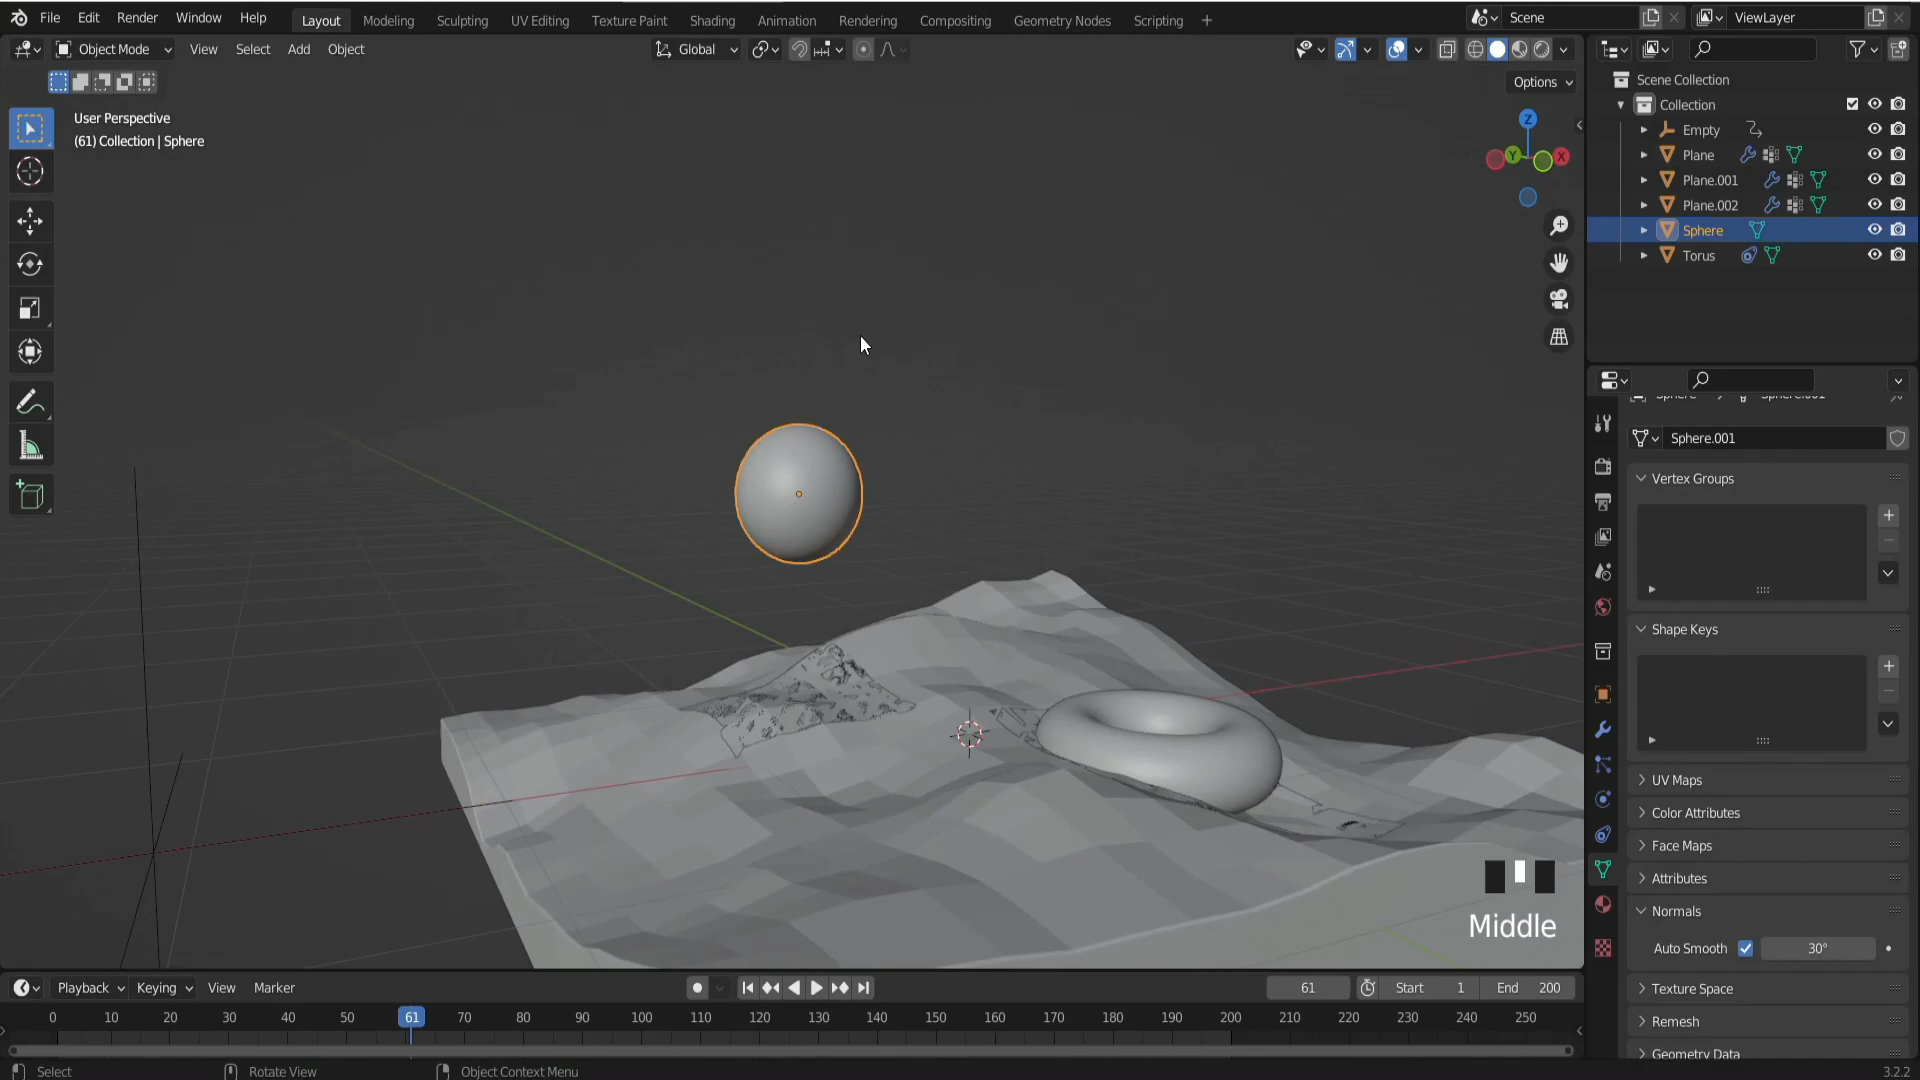 File Edit Render Window Help Layout Modeling Sculpting UV Editing Texture Paint Shading Animation Rendering Compositing Geometry Nodes Scripting + Scene ViewLayer
Object Mode View Select Add Object Global
Options
User Perspective
(61) Collection | Sphere
Z
Y
X
Scene Collection
Collection
Empty
Plane
Plane.001
Plane.002
Sphere
Torus
Sphere.001
Vertex Groups
Shape Keys
UV Maps
Color Attributes
Face Maps
Attributes
Normals
Auto Smooth 30°
Texture Space
Remesh
Geometry Data
Middle
Playback Keying View Marker 61 Start 1 End 200
0 10 20 30 40 50 61 70 80 90 100 110 120 130 140 150 160 170 180 190 200 210 220 230 240 250
Select Rotate View Object Context Menu 3.2.2